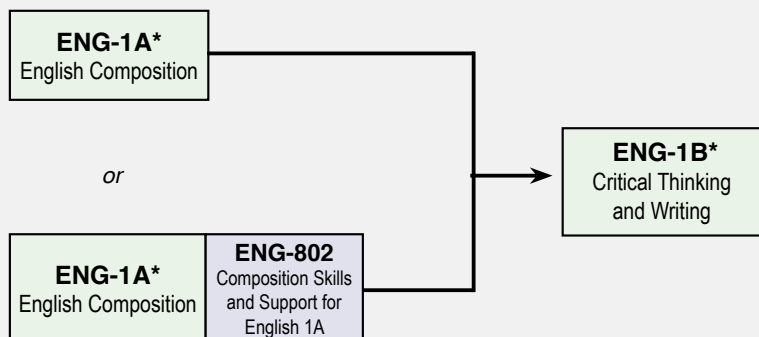 ENG-1A*
English Composition
or
ENG-1A*
English Composition
ENG-802
Composition Skills
and Support for
English 1A
ENG-1B*
Critical Thinking
and Writing